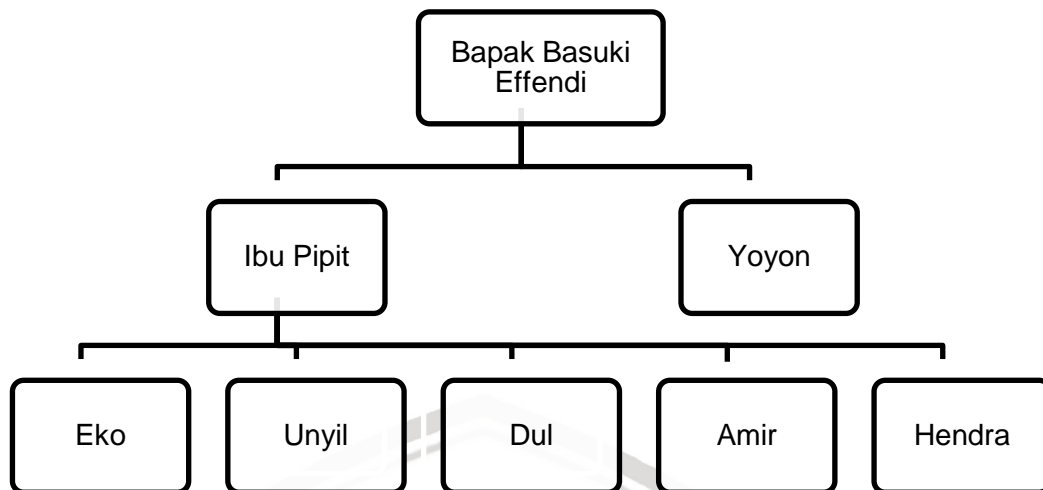 Bapak Basuki
Effendi
Ibu Pipit
Yoyon
Eko
Unyil
Dul
Amir
Hendra